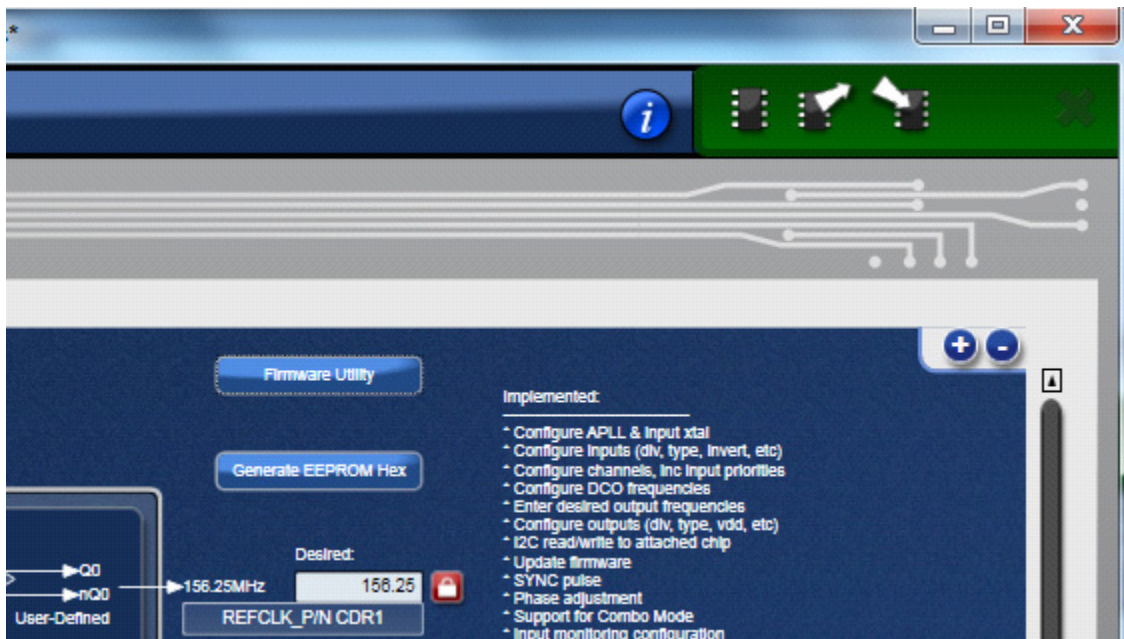 .*
i
+ -
Firmware Utility
Implemented:
* Configure APLL & Input xtal
* Configure Inputs (div, type, invert, etc)
Generate EEPROM Hex
* Configure channels, inc input priorities
* Configure DCO frequencies
* Enter desired output frequencies
* Configure outputs (div, type, vdd, etc)
* I2C read/write to attached chip
Desired:
* Update firmware
Q0
156.25MHz
156.25
* SYNC pulse
nQ0
* Phase adjustment
User-Defined
REFCLK_P/N CDR1
* Support for Combo Mode
* Input monitoring configuration